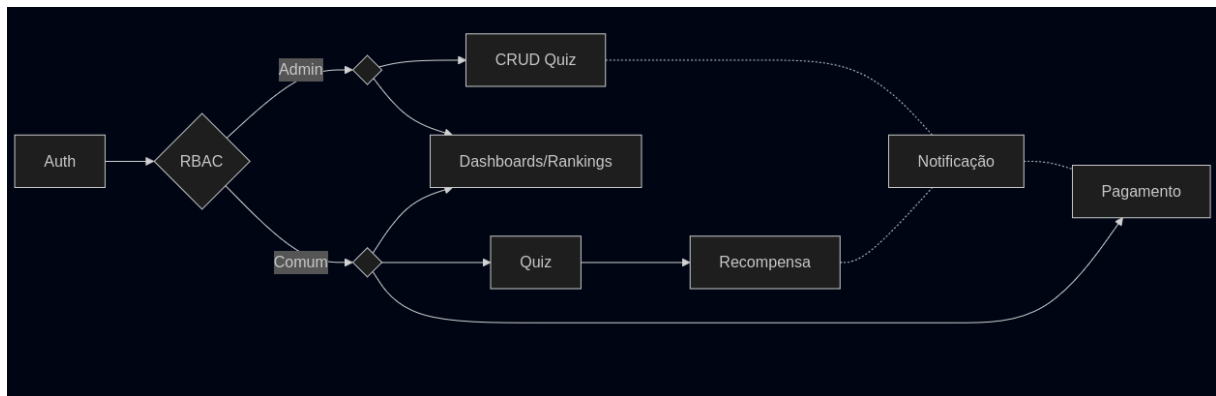 CRUD Quiz
Admin
Auth
RBAC
Dashboards/Rankings
Notificação
Pagamento
Comum
Quiz
Recompensa